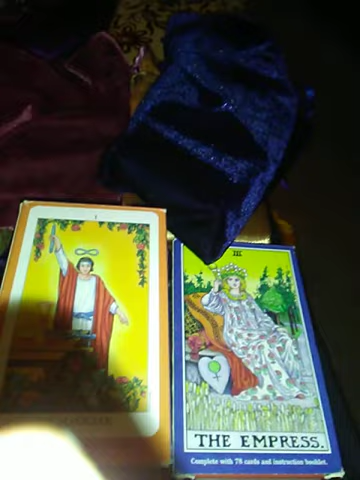 I
III
THE EMPRESS.
Complete with 78 cards and instruction booklet.